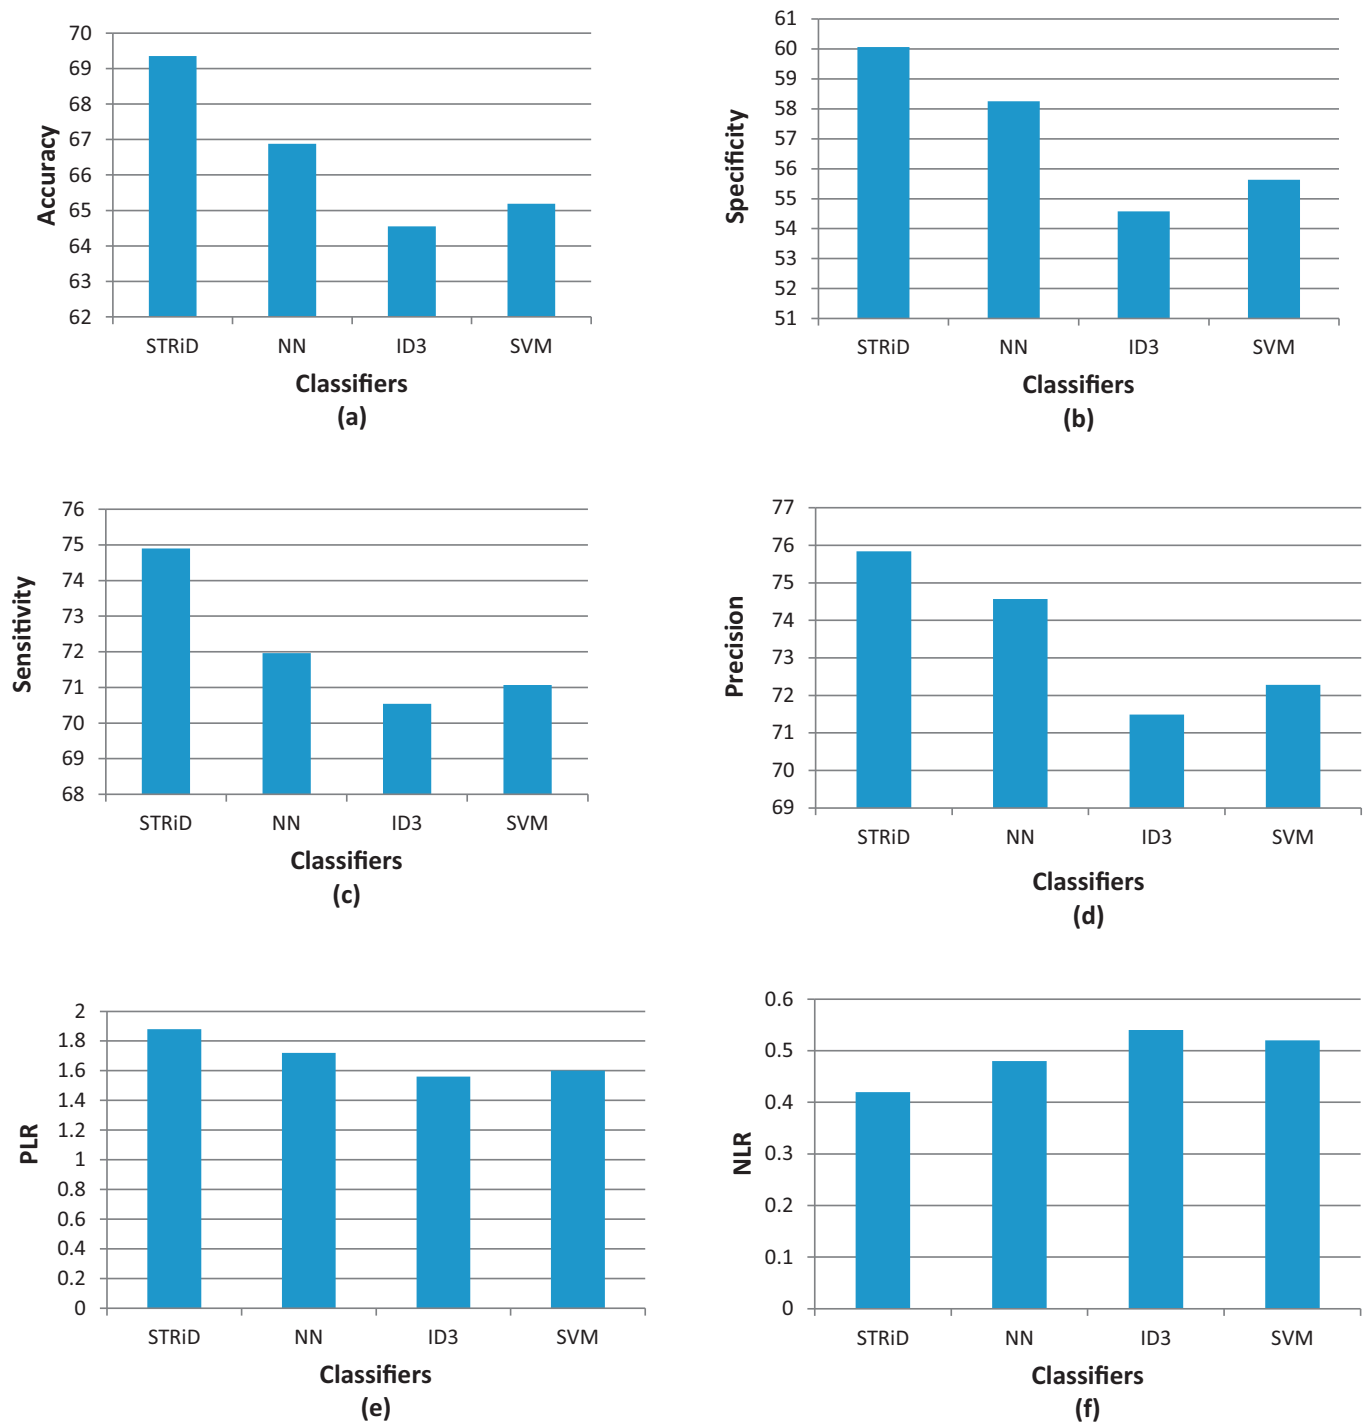 70
69
68
67
66
65
64
63
62
Accuracy
STRiD NN ID3 SVM
Classifiers
(a)
61
60
59
58
57
56
55
54
53
52
51
Specificity
STRiD NN ID3 SVM
Classifiers
(b)
76
75
74
73
72
71
70
69
68
Sensitivity
STRiD NN ID3 SVM
Classifiers
(c)
77
76
75
74
73
72
71
70
69
Precision
STRiD NN ID3 SVM
Classifiers
(d)
2
1.8
1.6
1.4
1.2
1
0.8
0.6
0.4
0.2
0
PLR
STRiD NN ID3 SVM
Classifiers
(e)
0.6
0.5
0.4
0.3
0.2
0.1
0
NLR
STRiD NN ID3 SVM
Classifiers
(f)